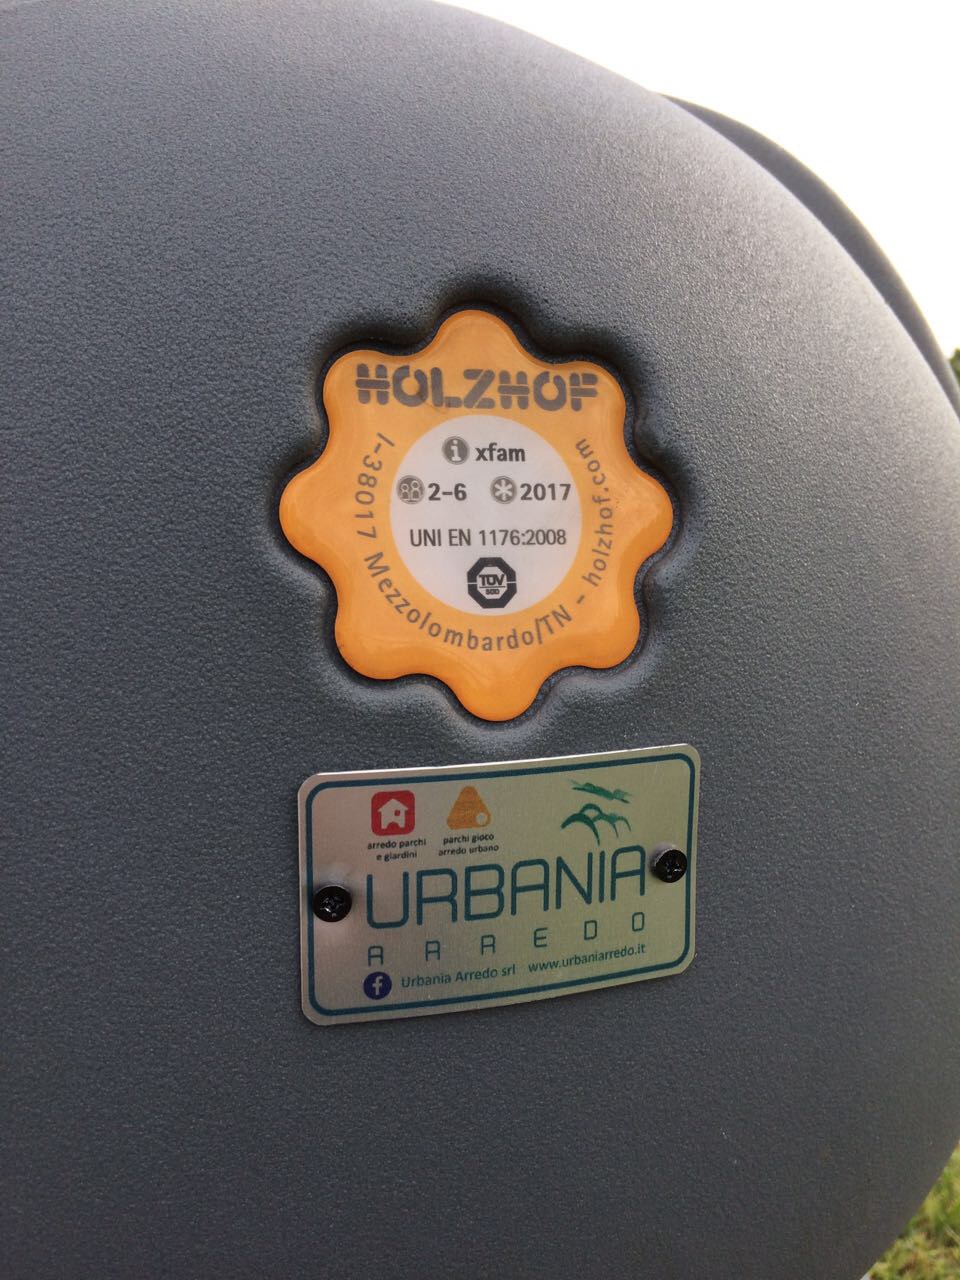 HOLZHOF
i xfam
2-6 2017
UNI EN 1176:2008
TÜV
SÜD
I-38017 Mezzolombardo/TN - holzhof.com
arredo parchi
e giardini
parchi gioco
arredo urbano
URBANIA
ARREDO
f Urbania Arredo srl www.urbaniarredo.it